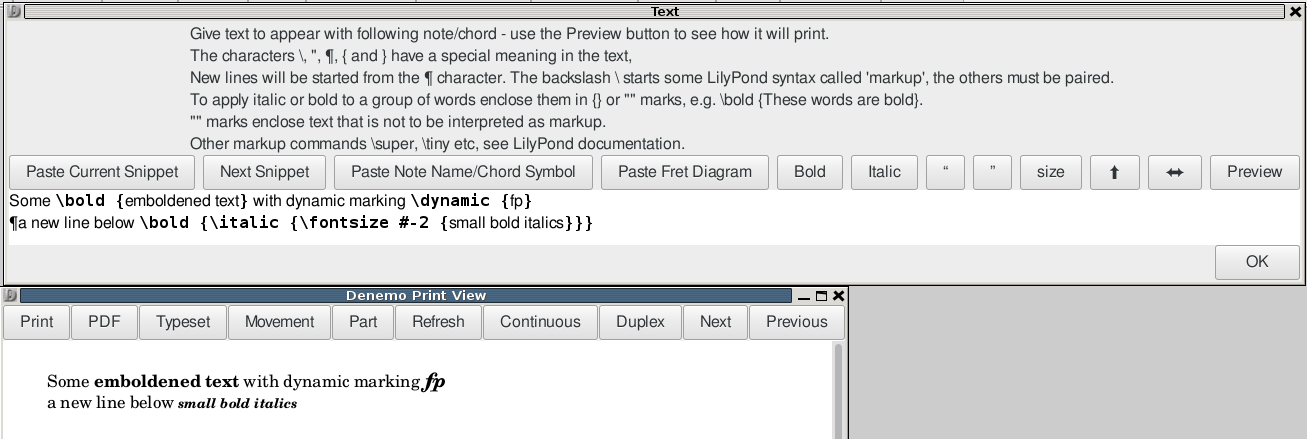 Text
Give text to appear with following note/chord - use the Preview button to see how it will print.
The characters \, ", ¶, { and } have a special meaning in the text,
New lines will be started from the ¶ character. The backslash \ starts some LilyPond syntax called 'markup', the others must be paired.
To apply italic or bold to a group of words enclose them in {} or "" marks, e.g. \bold {These words are bold}.
"" marks enclose text that is not to be interpreted as markup.
Other markup commands \super, \tiny etc, see LilyPond documentation.
Paste Current Snippet Next Snippet Paste Note Name/Chord Symbol Paste Fret Diagram Bold Italic “ ” size ⬆ ⬌ Preview
Some \bold {emboldened text} with dynamic marking \dynamic {fp}
¶a new line below \bold {\italic {\fontsize #-2 {small bold italics}}}
OK
Denemo Print View
Print PDF Typeset Movement Part Refresh Continuous Duplex Next Previous
Some emboldened text with dynamic marking fp
a new line below small bold italics